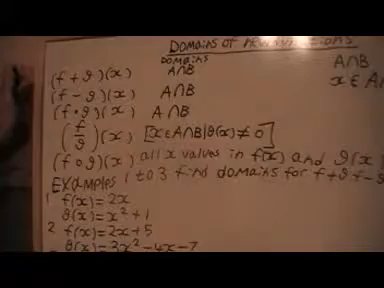 Domains of
Domains
(f + g)(x) A∩B
(f - g)(x) A∩B
(f · g)(x) A∩B
(f/g)(x) [x∈A∩B|g(x)≠0]
(f o g)(x) all x values in f(x) and g(x
Examples 1 to 3 find domains for f+g f-g
1 f(x)=2x
g(x)=x²+1
2 f(x)=2x+5
g(x)=3x²-4x-7
A∩B
x∈A